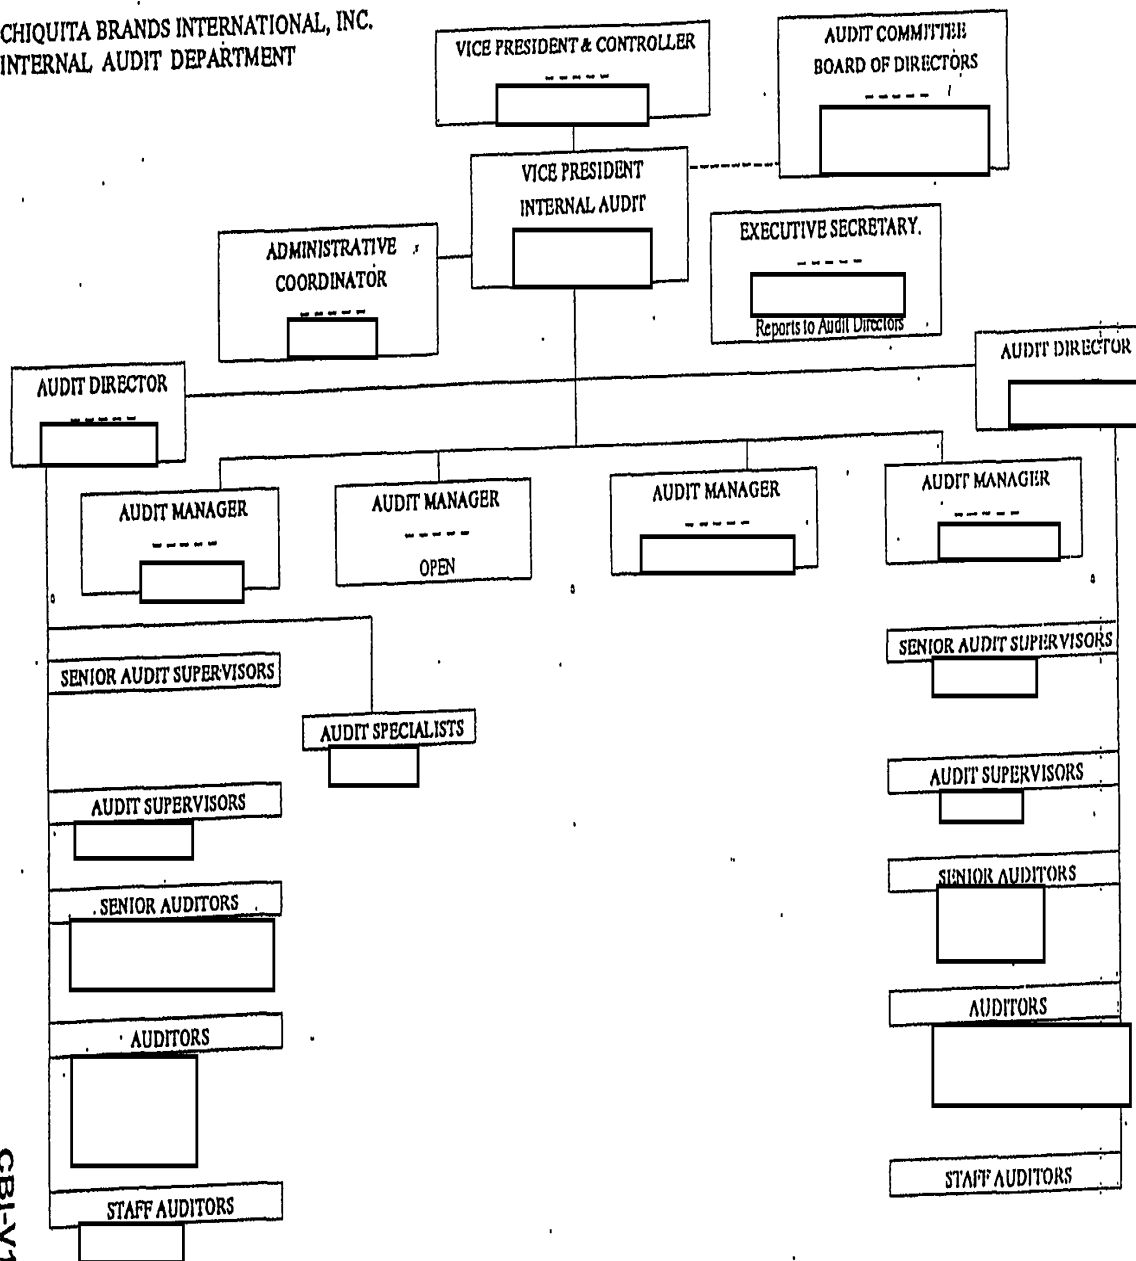 CHIQUITA BRANDS INTERNATIONAL, INC.
INTERNAL AUDIT DEPARTMENT
VICE PRESIDENT & CONTROLLER
-----
AUDIT COMMITTEE
BOARD OF DIRECTORS
-----
VICE PRESIDENT
INTERNAL AUDIT
ADMINISTRATIVE
COORDINATOR
-----
EXECUTIVE SECRETARY
-----
Reports to Audit Directors
AUDIT DIRECTOR
-----
AUDIT DIRECTOR
AUDIT MANAGER
-----
AUDIT MANAGER
-----
OPEN
AUDIT MANAGER
-----
AUDIT MANAGER
-----
SENIOR AUDIT SUPERVISORS
AUDIT SPECIALISTS
AUDIT SUPERVISORS
SENIOR AUDITORS
AUDITORS
STAFF AUDITORS
SENIOR AUDIT SUPERVISORS
AUDIT SUPERVISORS
SENIOR AUDITORS
AUDITORS
STAFF AUDITORS
CBI-V1